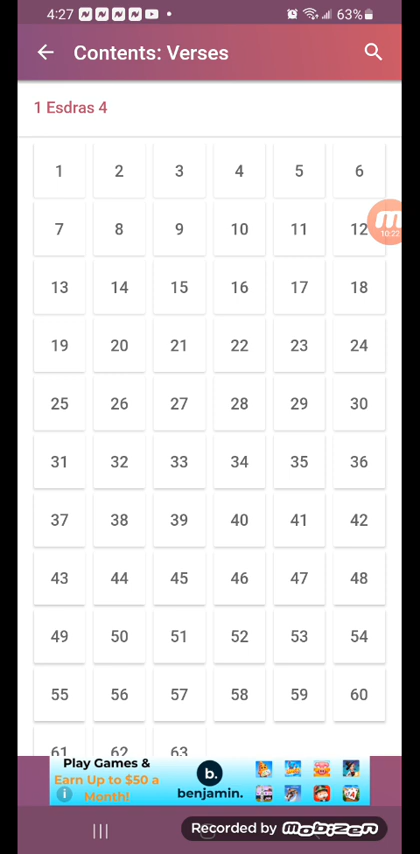 4:27 63%
Contents: Verses
1 Esdras 4
1 2 3 4 5 6
7 8 9 10 11 12
10:22
13 14 15 16 17 18
19 20 21 22 23 24
25 26 27 28 29 30
31 32 33 34 35 36
37 38 39 40 41 42
43 44 45 46 47 48
49 50 51 52 53 54
55 56 57 58 59 60
61 62 63
Play Games &
Earn Up to $50 a
Month!
b.
benjamin.
Recorded by mobizen